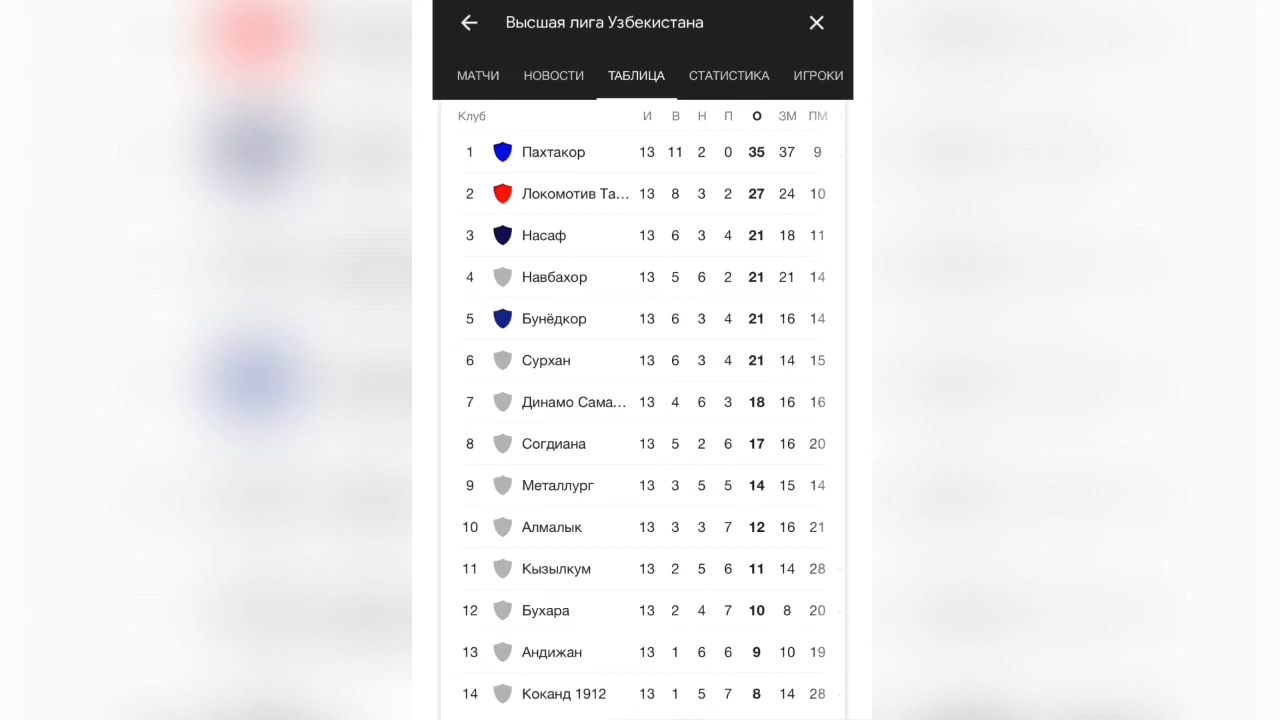 Высшая лига Узбекистана
МАТЧИ НОВОСТИ ТАБЛИЦА СТАТИСТИКА ИГРОКИ
Клуб И В Н П О ЗМ ПМ
1 Пахтакор 13 11 2 0 35 37 9
2 Локомотив Та... 13 8 3 2 27 24 10
3 Насаф 13 6 3 4 21 18 11
4 Навбахор 13 5 6 2 21 21 14
5 Бунёдкор 13 6 3 4 21 16 14
6 Сурхан 13 6 3 4 21 14 15
7 Динамо Сама... 13 4 6 3 18 16 16
8 Согдиана 13 5 2 6 17 16 20
9 Металлург 13 3 5 5 14 15 14
10 Алмалык 13 3 3 7 12 16 21
11 Кызылкум 13 2 5 6 11 14 28
12 Бухара 13 2 4 7 10 8 20
13 Андижан 13 1 6 6 9 10 19
14 Коканд 1912 13 1 5 7 8 14 28